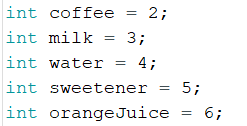 int coffee = 2;
int milk = 3;
int water = 4;
int sweetener = 5;
int orangeJuice = 6;